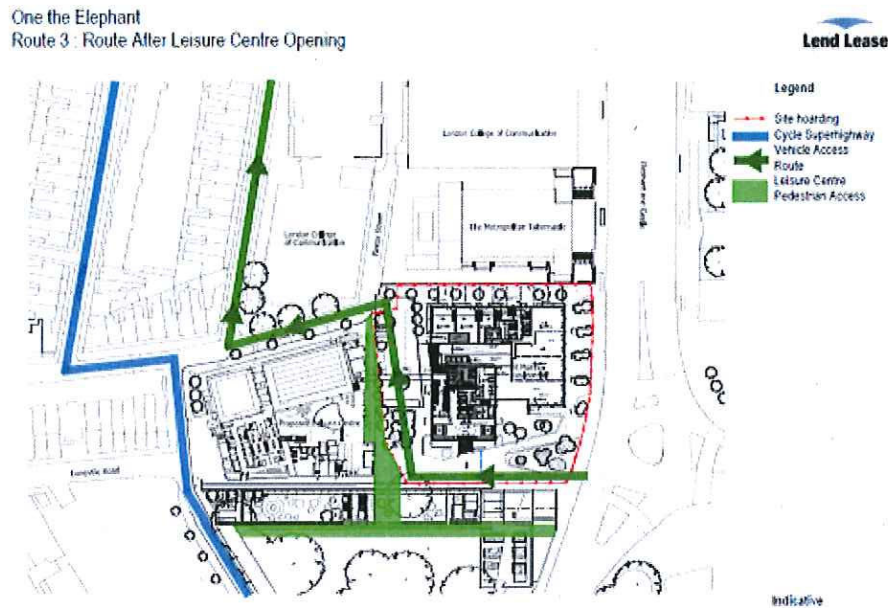 One the Elephant
Route 3 : Route After Leisure Centre Opening
Lend Lease
Legend
Site hoarding
Cycle Superhighway
Vehicle Access
Route
Leisure Centre
Pedestrian Access
London College of Communication
London College
of Communication
The Metropolitan Tabernacle
Indicative